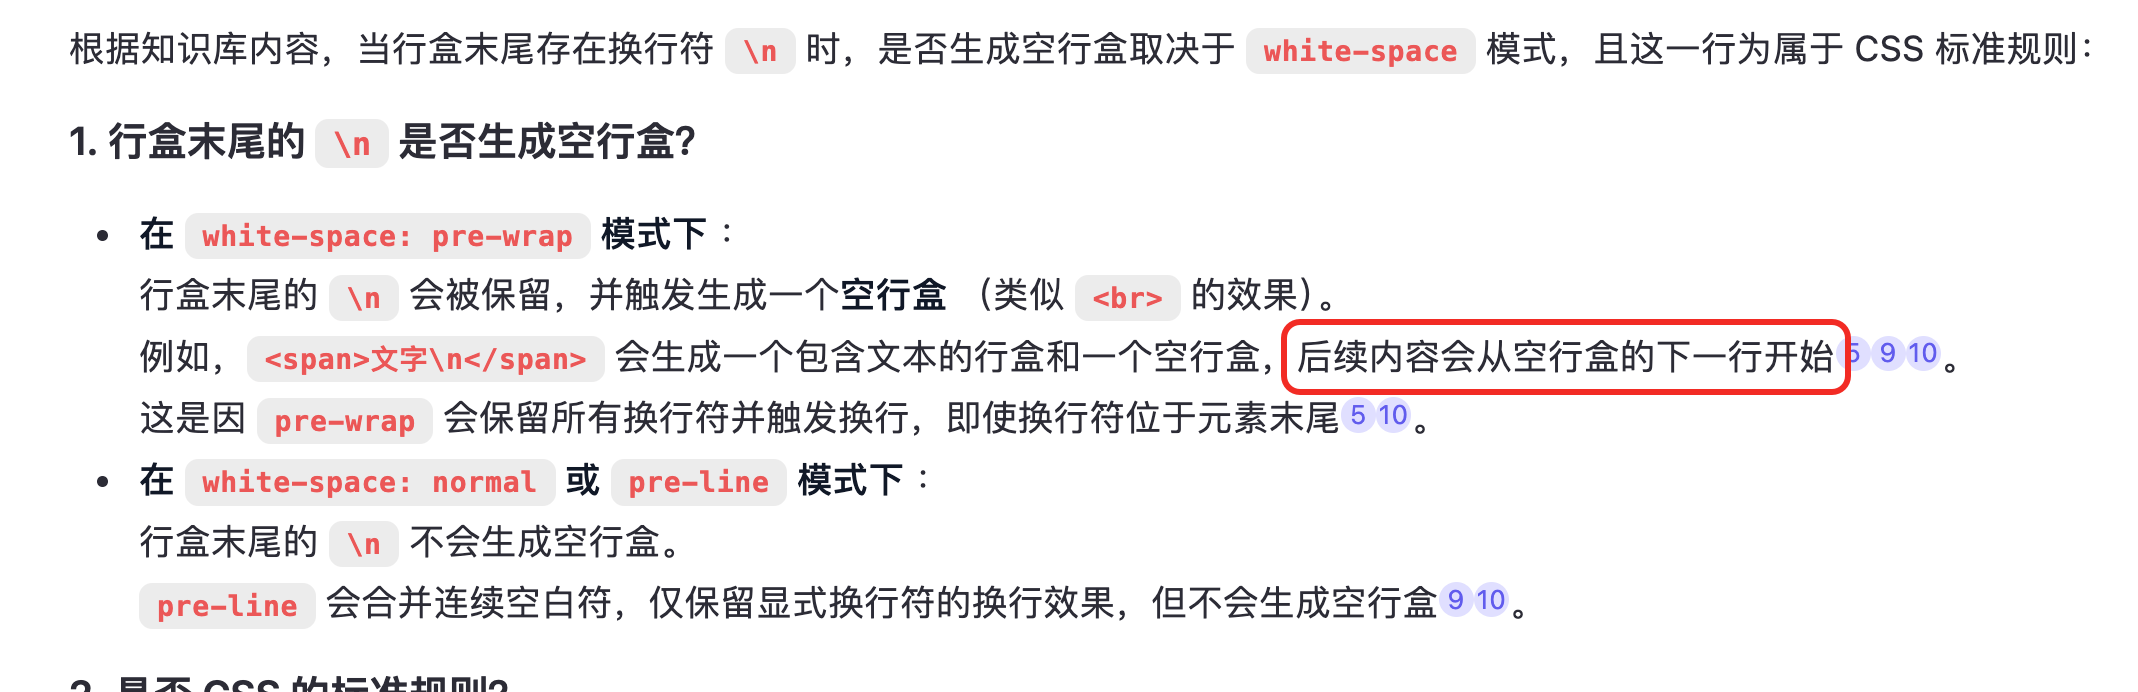 根据知识库内容，当行盒末尾存在换行符 \n 时，是否生成空行盒取决于 white-space 模式，且这一行为属于 CSS 标准规则：
1. 行盒末尾的 \n 是否生成空行盒?
• 在 white-space: pre-wrap 模式下：
行盒末尾的 \n 会被保留，并触发生成一个空行盒 （类似 <br> 的效果）。
例如， <span>文字\n</span> 会生成一个包含文本的行盒和一个空行盒，后续内容会从空行盒的下一行开始 5 9 10 。
这是因 pre-wrap 会保留所有换行符并触发换行，即使换行符位于元素末尾 5 10 。
• 在 white-space: normal 或 pre-line 模式下：
行盒末尾的 \n 不会生成空行盒。
pre-line 会合并连续空白符，仅保留显式换行符的换行效果，但不会生成空行盒 9 10 。
2. 是否 CSS 的标准规则?